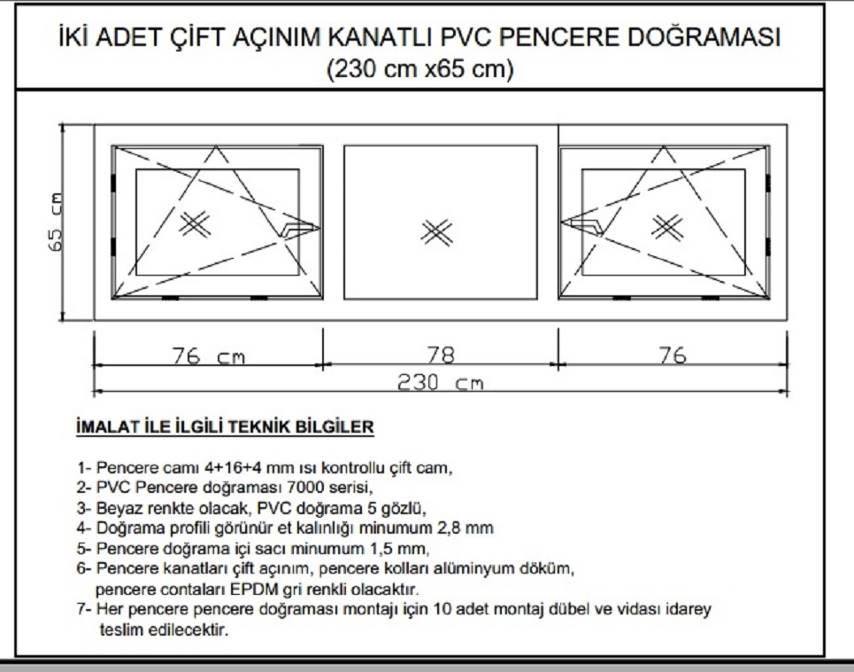 İKİ ADET ÇİFT AÇINIM KANATLI PVC PENCERE DOĞRAMASI
(230 cm x65 cm)
65 cm
76 cm
78
76
230 cm
İMALAT İLE İLGİLİ TEKNİK BİLGİLER
1- Pencere camı 4+16+4 mm ısı kontrollu çift cam,
2- PVC Pencere doğraması 7000 serisi,
3- Beyaz renkte olacak, PVC doğrama 5 gözlü,
4- Doğrama profili görünür et kalınlığı minumum 2,8 mm
5- Pencere doğrama içi sacı minumum 1,5 mm,
6- Pencere kanatları çift açınım, pencere kolları alüminyum döküm,
pencere contaları EPDM gri renkli olacaktır.
7- Her pencere pencere doğraması montajı için 10 adet montaj dübel ve vidası idarey
teslim edilecektir.